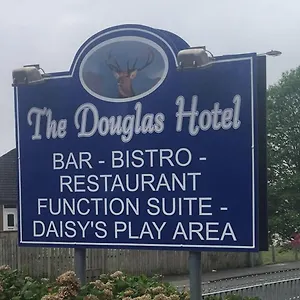 The Douglas Hotel
BAR - BISTRO -
RESTAURANT
FUNCTION SUITE -
DAISY'S PLAY AREA